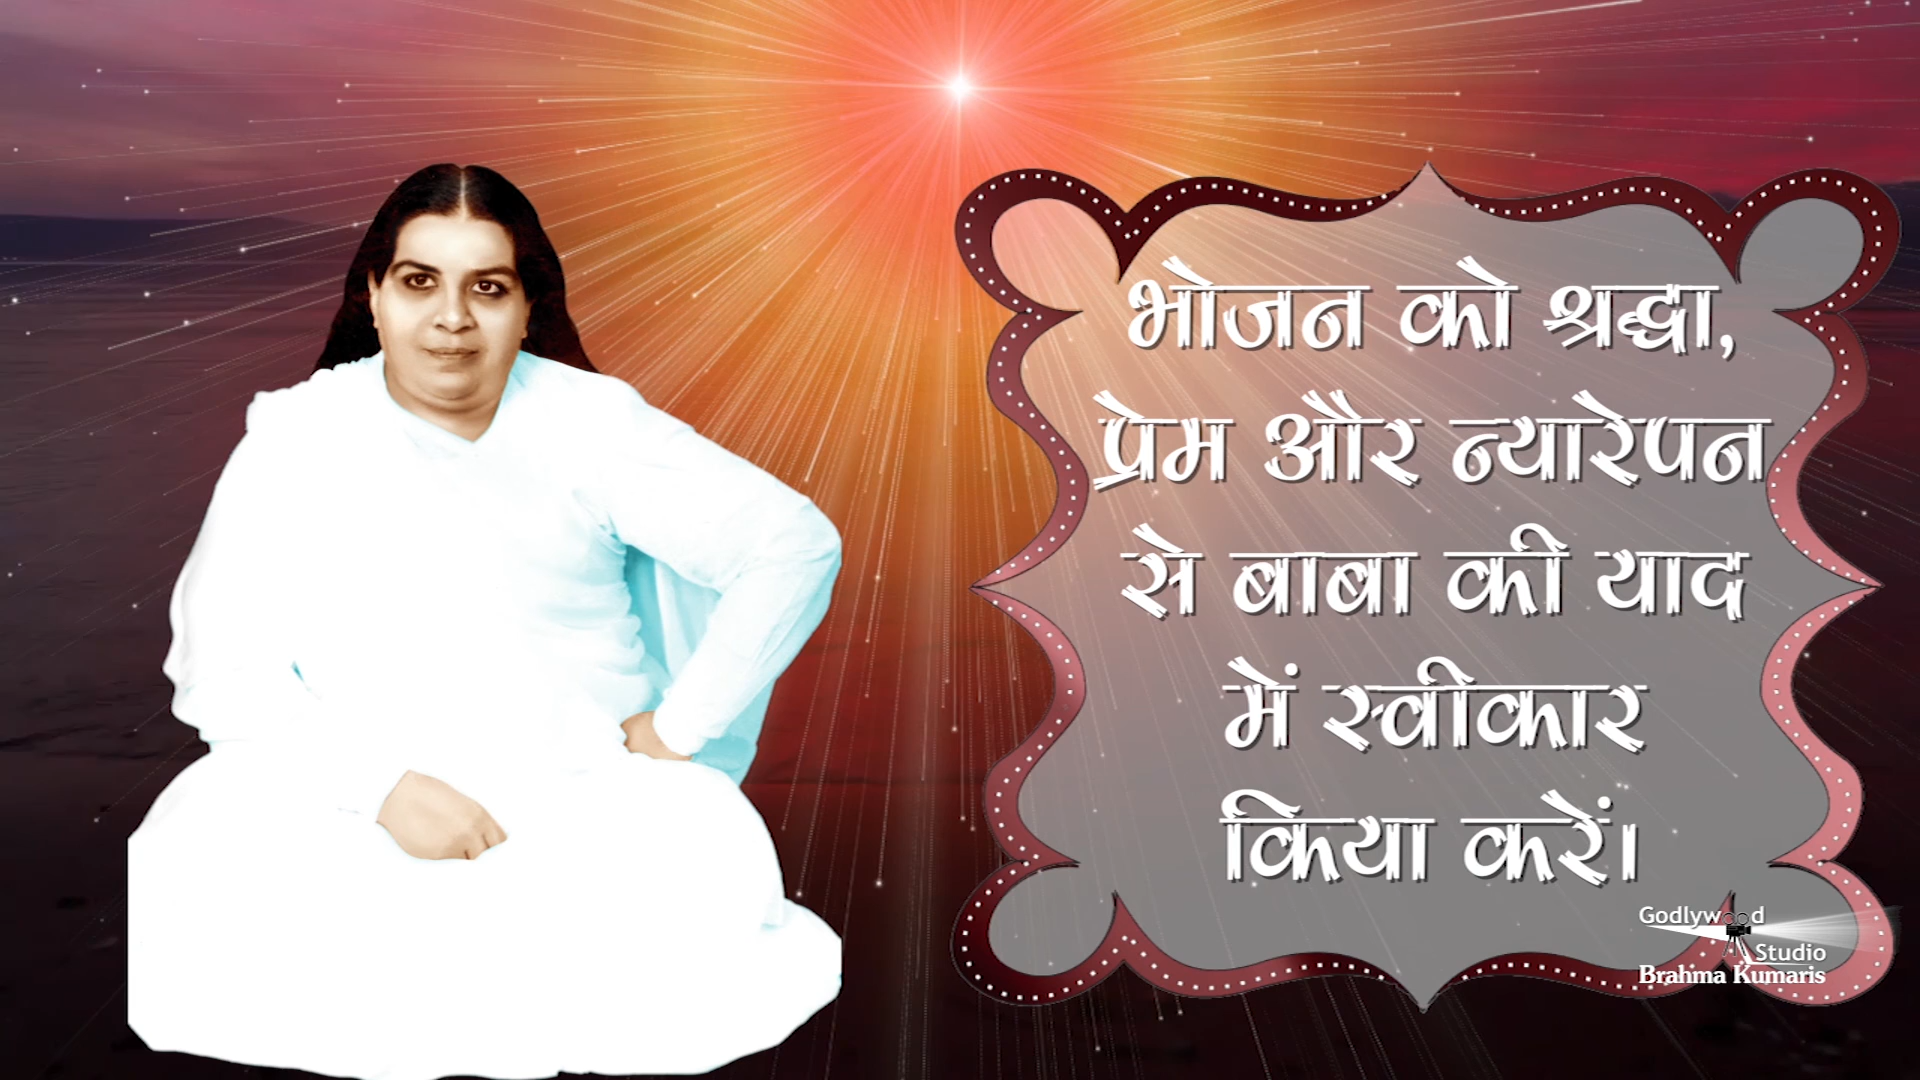 भोजन को श्रद्धा,
प्रेम और न्यारेपन
से बाबा की याद
में स्वीकार
किया करें।
Godlywood
Studio
Brahma Kumaris